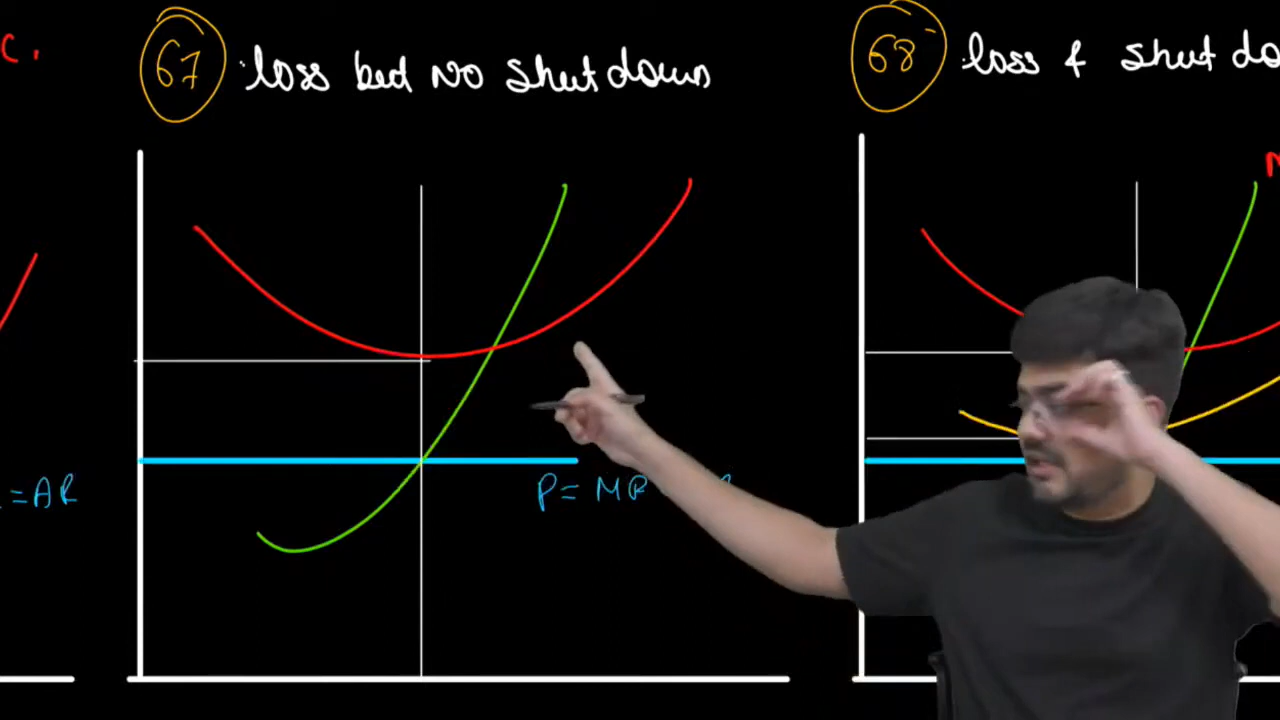 C.
67 loss but no shutdown
68 loss & shut do
= AR
P = MR